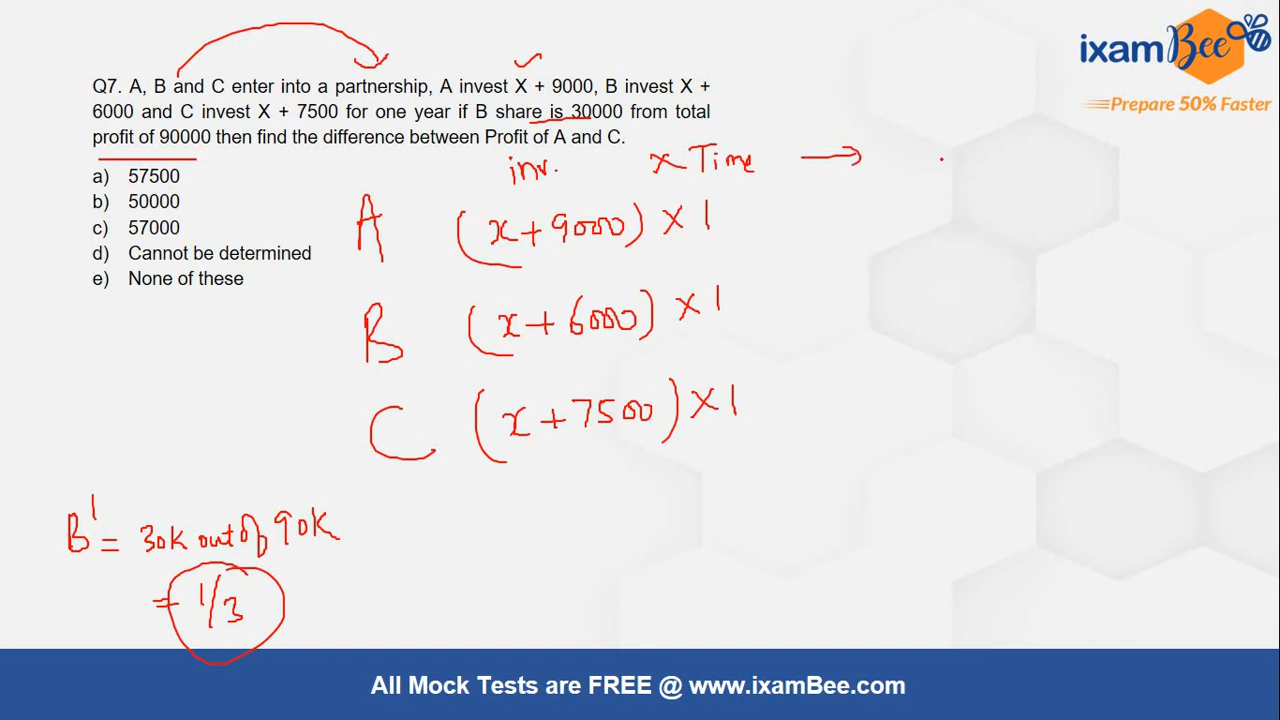 ixamBee
Prepare 50% Faster
Q7. A, B and C enter into a partnership, A invest X + 9000, B invest X +
6000 and C invest X + 7500 for one year if B share is 30000 from total
profit of 90000 then find the difference between Profit of A and C.
inv. x Time →
a) 57500
b) 50000
c) 57000
d) Cannot be determined
e) None of these
A (x+9000) x 1
B (x+6000) x 1
C (x+7500) x 1
B' = 30K out of 90K
= 1/3
All Mock Tests are FREE @ www.ixamBee.com